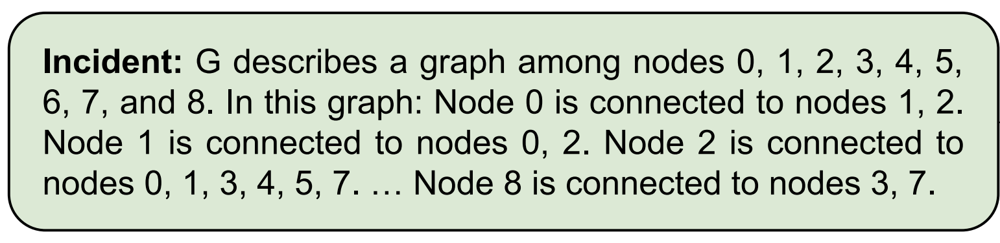 Incident: G describes a graph among nodes 0, 1, 2, 3, 4, 5,
6, 7, and 8. In this graph: Node 0 is connected to nodes 1, 2.
Node 1 is connected to nodes 0, 2. Node 2 is connected to
nodes 0, 1, 3, 4, 5, 7. … Node 8 is connected to nodes 3, 7.